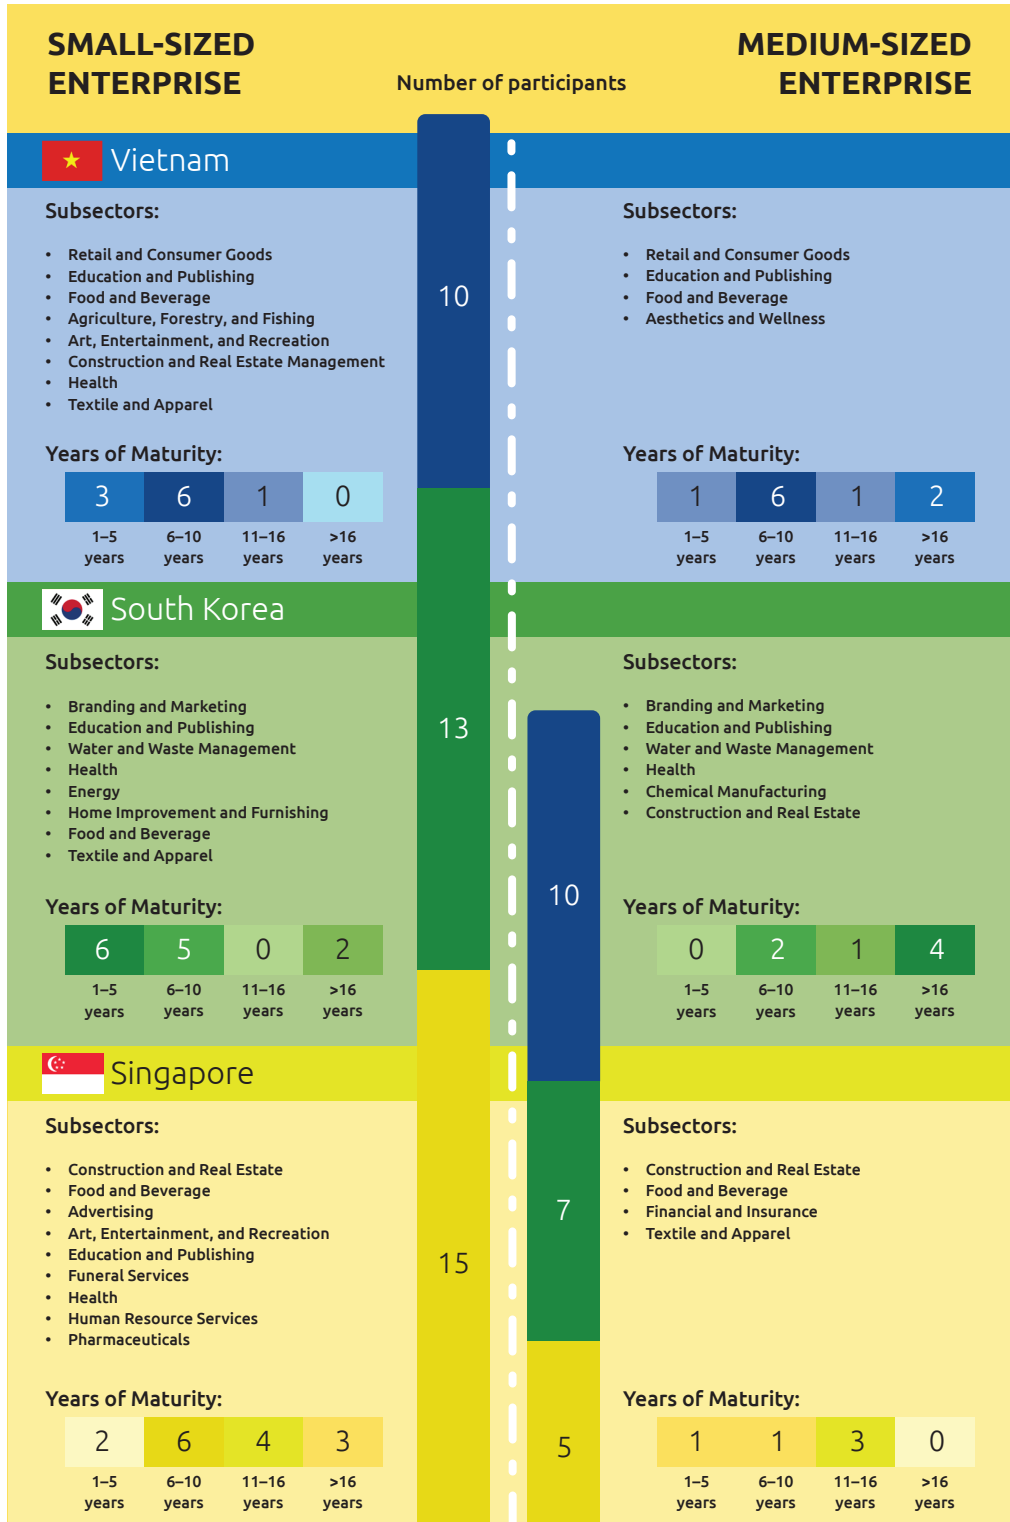 SMALL-SIZED
ENTERPRISE
Number of participants
MEDIUM-SIZED
ENTERPRISE
Vietnam
Subsectors:
• Retail and Consumer Goods
• Education and Publishing
• Food and Beverage
• Agriculture, Forestry, and Fishing
• Art, Entertainment, and Recreation
• Construction and Real Estate Management
• Health
• Textile and Apparel
Years of Maturity:
3 6 1 0
1–5 6–10 11–16 >16
years years years years
10
Subsectors:
• Retail and Consumer Goods
• Education and Publishing
• Food and Beverage
• Aesthetics and Wellness
Years of Maturity:
1 6 1 2
1–5 6–10 11–16 >16
years years years years
South Korea
Subsectors:
• Branding and Marketing
• Education and Publishing
• Water and Waste Management
• Health
• Energy
• Home Improvement and Furnishing
• Food and Beverage
• Textile and Apparel
Years of Maturity:
6 5 0 2
1–5 6–10 11–16 >16
years years years years
13
10
Subsectors:
• Branding and Marketing
• Education and Publishing
• Water and Waste Management
• Health
• Chemical Manufacturing
• Construction and Real Estate
Years of Maturity:
0 2 1 4
1–5 6–10 11–16 >16
years years years years
Singapore
Subsectors:
• Construction and Real Estate
• Food and Beverage
• Advertising
• Art, Entertainment, and Recreation
• Education and Publishing
• Funeral Services
• Health
• Human Resource Services
• Pharmaceuticals
Years of Maturity:
2 6 4 3
1–5 6–10 11–16 >16
years years years years
15
7
5
Subsectors:
• Construction and Real Estate
• Food and Beverage
• Financial and Insurance
• Textile and Apparel
Years of Maturity:
1 1 3 0
1–5 6–10 11–16 >16
years years years years